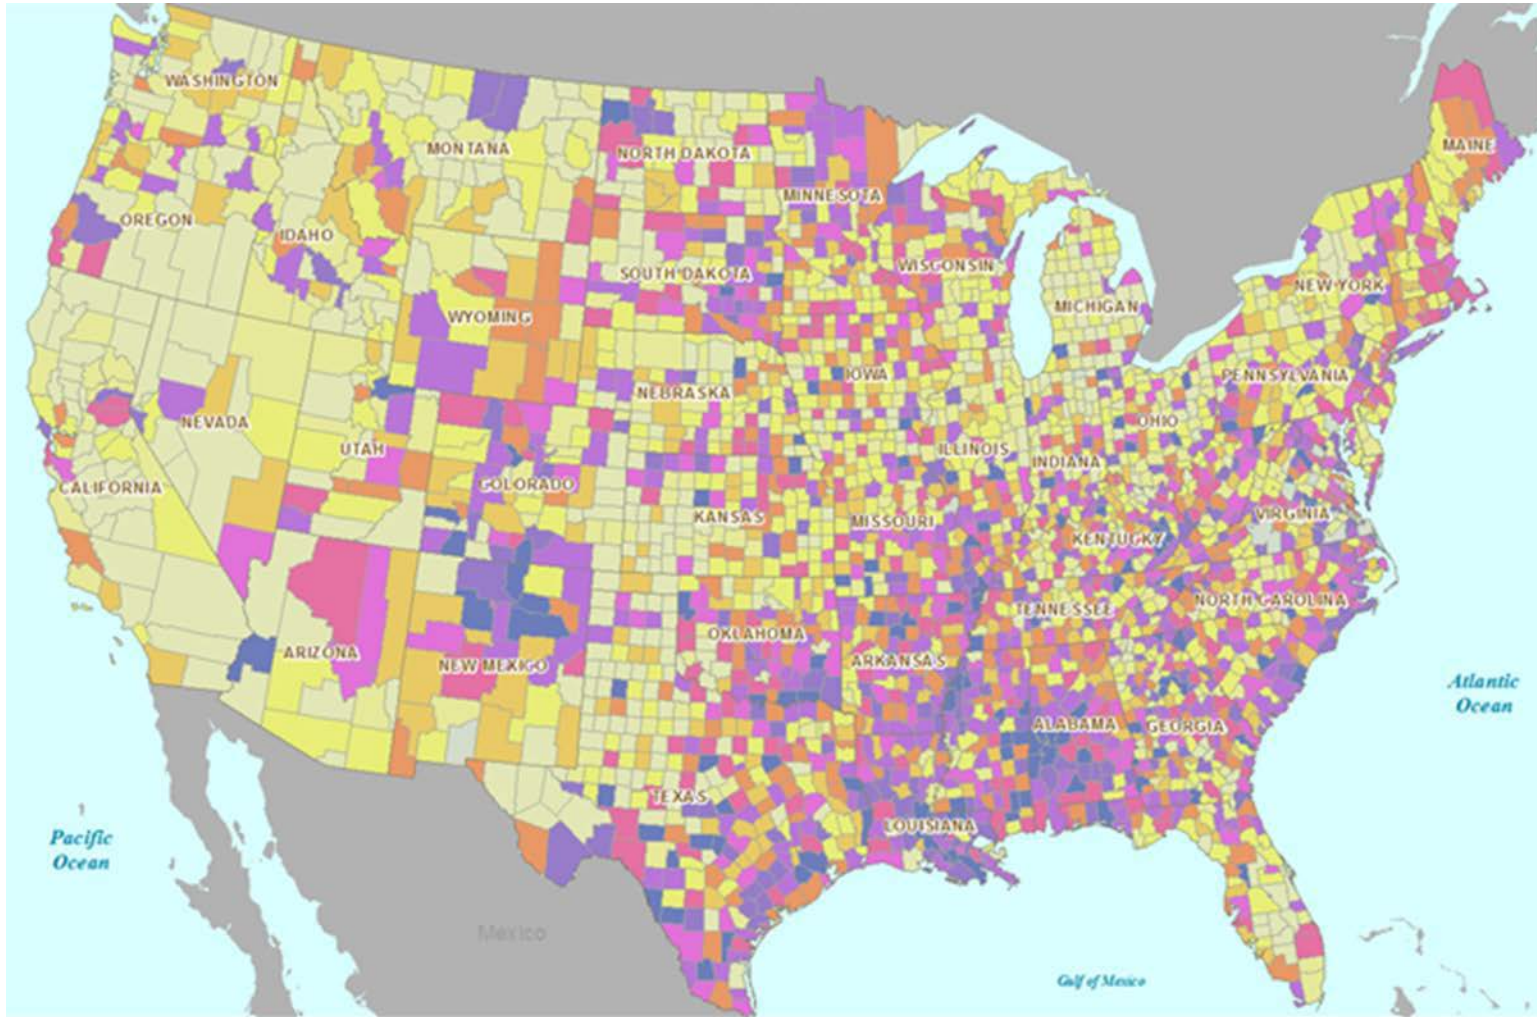 WASHINGTON
MONTANA
NORTH DAKOTA
MAINE
MINNESOTA
OREGON
IDAHO
WISCONSIN
SOUTH DAKOTA
NEW YORK
MICHIGAN
WYOMING
IOWA
PENNSYLVANIA
NEBRASKA
NEVADA
OHIO
UTAH
ILLINOIS
INDIANA
CALIFORNIA
COLORADO
KANSAS
MISSOURI
VIRGINIA
KENTUCKY
NORTH CAROLINA
TENNESSEE
OKLAHOMA
ARIZONA
NEW MEXICO
ARKANSAS
Atlantic
Ocean
ALABAMA
GEORGIA
TEXAS
LOUISIANA
Pacific
Ocean
Mexico
Gulf of Mexico